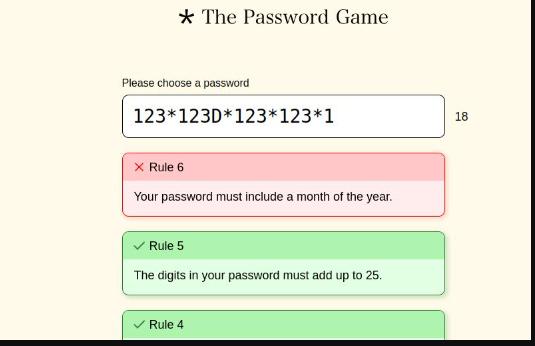 * The Password Game
Please choose a password
123*123D*123*123*1
18
Rule 6
Your password must include a month of the year.
Rule 5
The digits in your password must add up to 25.
Rule 4